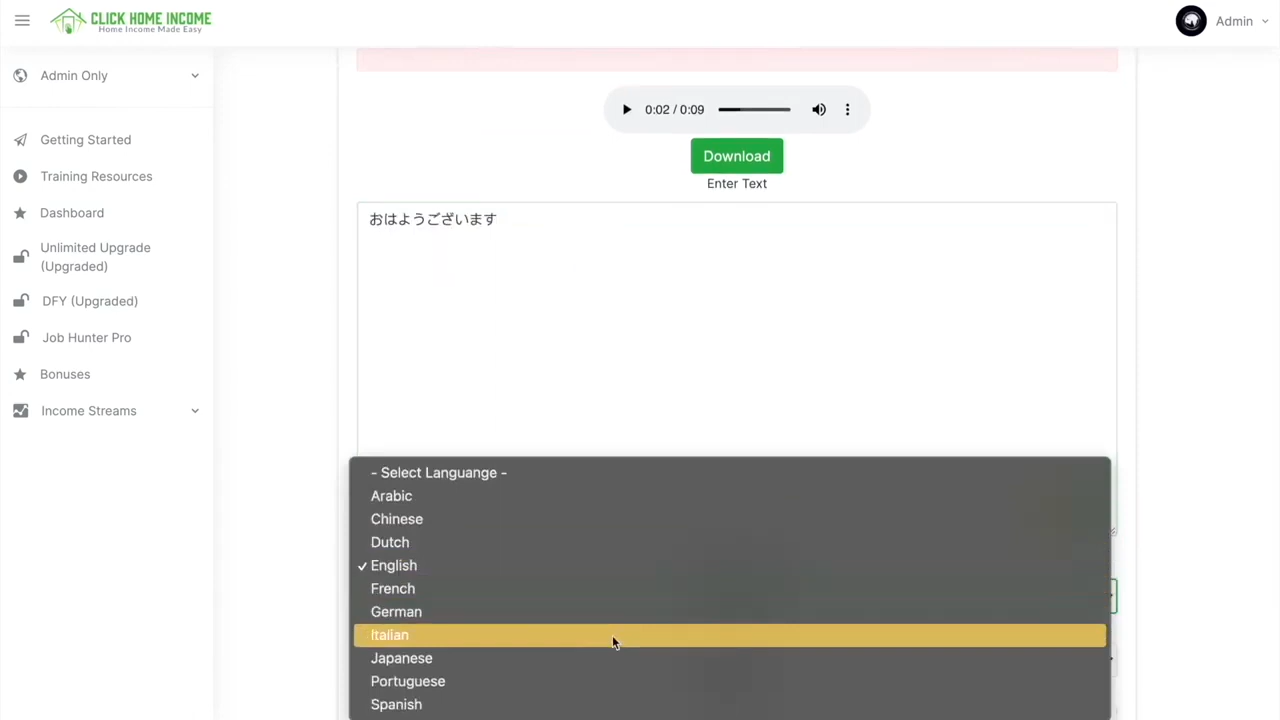 CLICK HOME INCOME
Home Income Made Easy
Admin
Admin Only
Getting Started
Training Resources
Dashboard
Unlimited Upgrade
(Upgraded)
DFY (Upgraded)
Job Hunter Pro
Bonuses
Income Streams
0:02 / 0:09
Download
Enter Text
おはようございます
- Select Languange -
Arabic
Chinese
Dutch
English
French
German
Italian
Japanese
Portuguese
Spanish